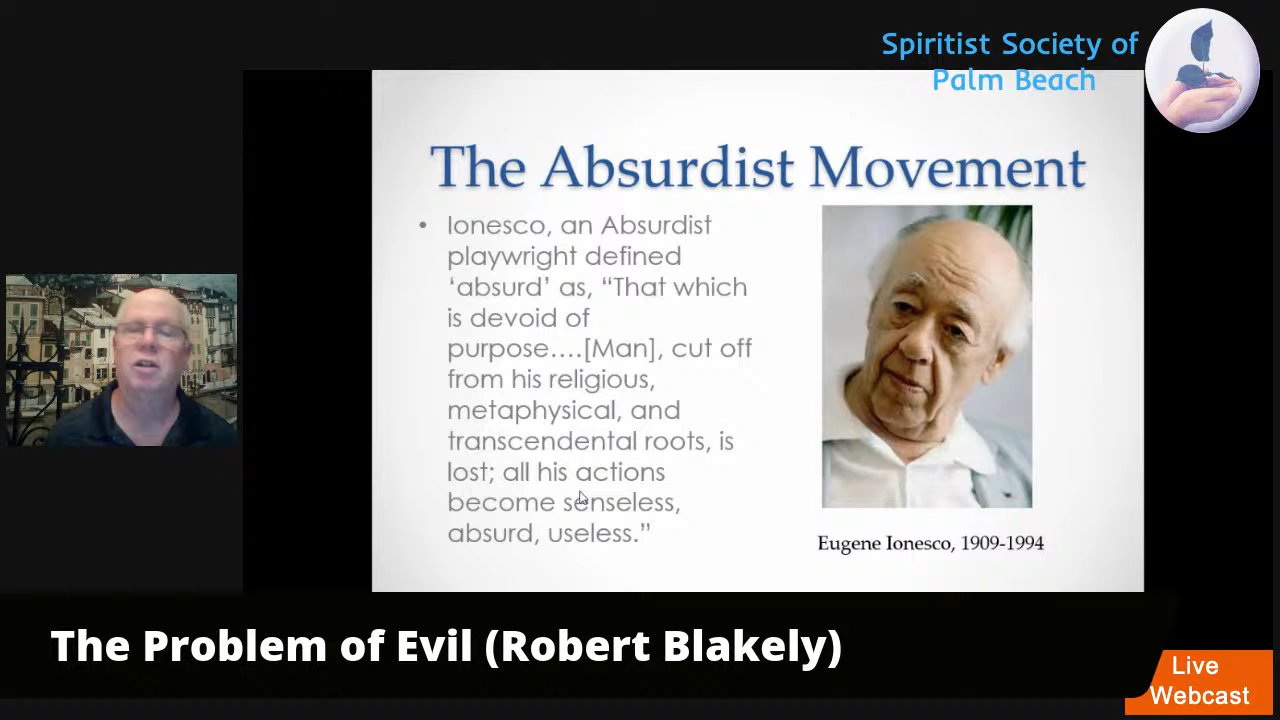 Spiritist Society of
Palm Beach
The Absurdist Movement
• Ionesco, an Absurdist
playwright defined
‘absurd’ as, “That which
is devoid of
purpose….[Man], cut off
from his religious,
metaphysical, and
transcendental roots, is
lost; all his actions
become senseless,
absurd, useless.”
Eugene Ionesco, 1909-1994
The Problem of Evil (Robert Blakely)
Live
Webcast